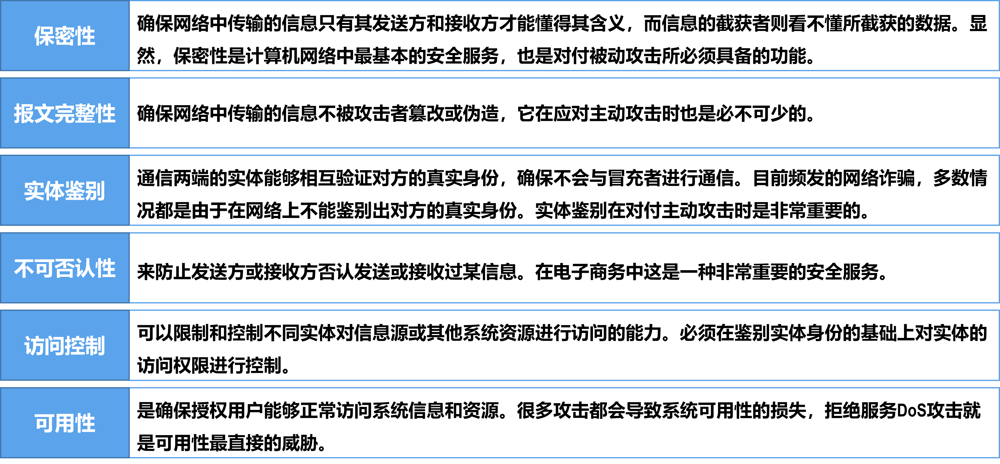 保密性
确保网络中传输的信息只有其发送方和接收方才能懂得其含义，而信息的截获者则看不懂所截获的数据。显
然，保密性是计算机网络中最基本的安全服务，也是对付被动攻击所必须具备的功能。
报文完整性
确保网络中传输的信息不被攻击者篡改或伪造，它在应对主动攻击时也是必不可少的。
实体鉴别
通信两端的实体能够相互验证对方的真实身份，确保不会与冒充者进行通信。目前频发的网络诈骗，多数情
况都是由于在网络上不能鉴别出对方的真实身份。实体鉴别在对付主动攻击时是非常重要的。
不可否认性
来防止发送方或接收方否认发送或接收过某信息。在电子商务中这是一种非常重要的安全服务。
访问控制
可以限制和控制不同实体对信息源或其他系统资源进行访问的能力。必须在鉴别实体身份的基础上对实体的
访问权限进行控制。
可用性
是确保授权用户能够正常访问系统信息和资源。很多攻击都会导致系统可用性的损失，拒绝服务DoS攻击就
是可用性最直接的威胁。